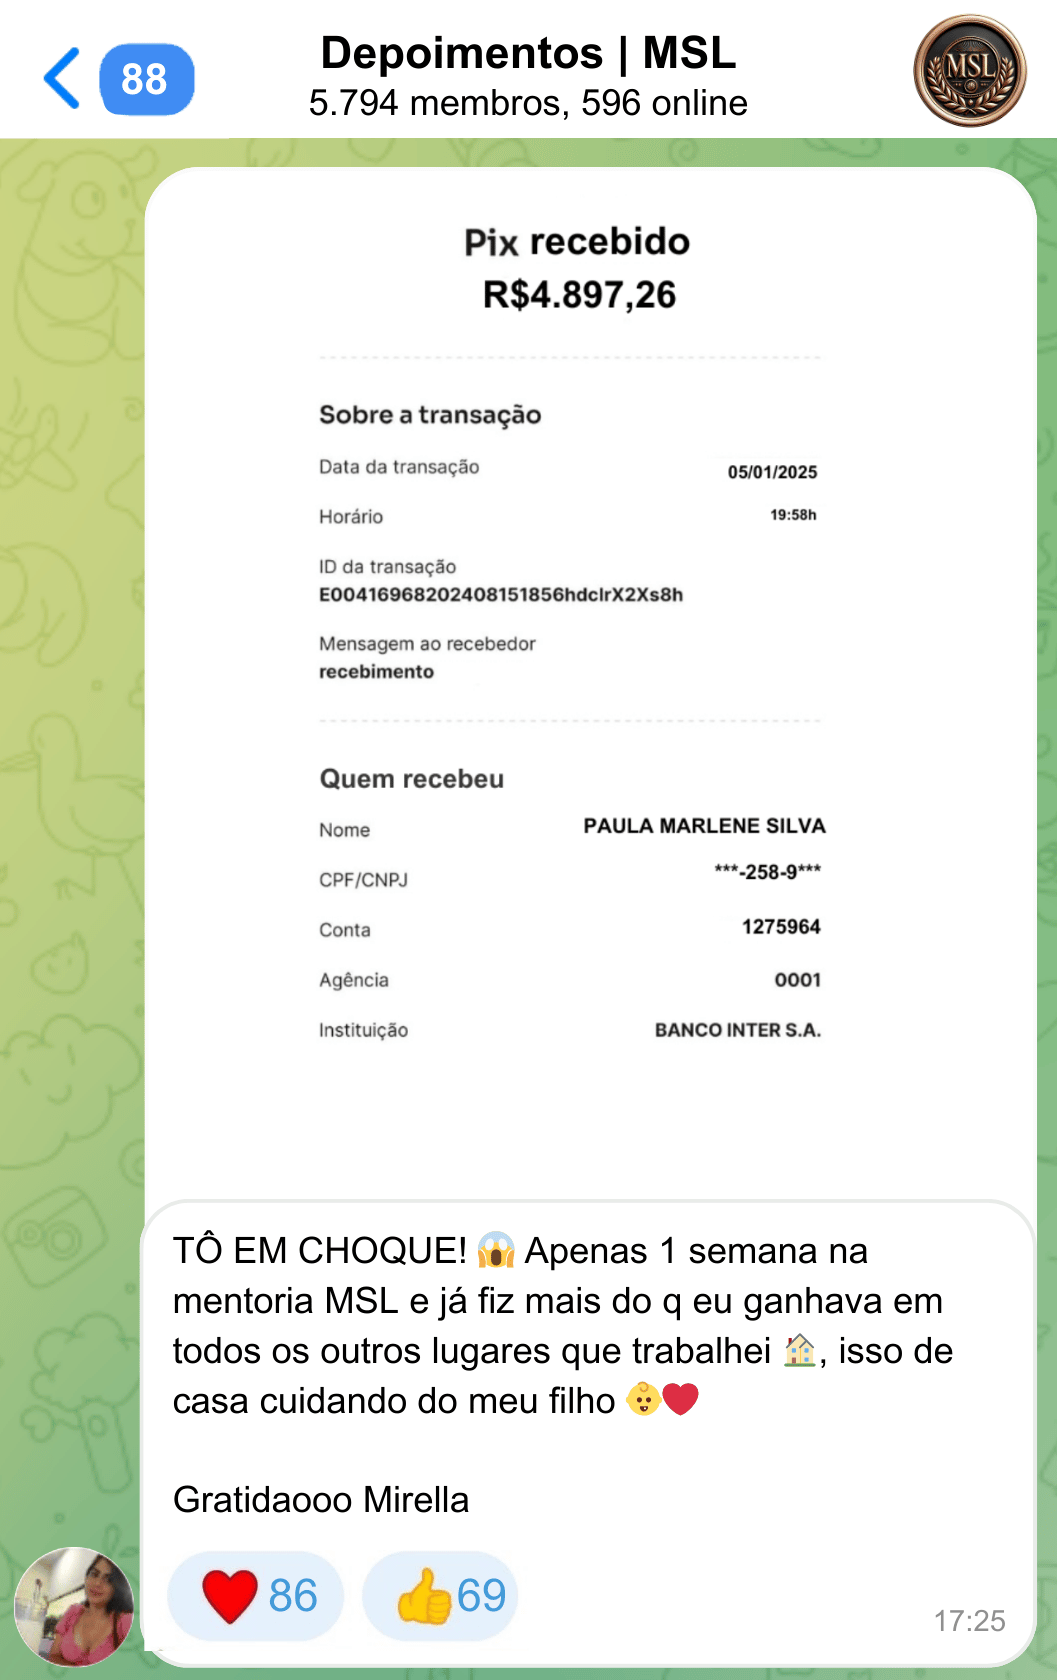 88
Depoimentos | MSL
5.794 membros, 596 online
MSL
Pix recebido
R$4.897,26
Sobre a transação
Data da transação 05/01/2025
Horário 19:58h
ID da transação
E00416968202408151856hdclrX2Xs8h
Mensagem ao recebedor
recebimento
Quem recebeu
Nome PAULA MARLENE SILVA
CPF/CNPJ ***-258-9***
Conta 1275964
Agência 0001
Instituição BANCO INTER S.A.
TÔ EM CHOQUE! 😱 Apenas 1 semana na
mentoria MSL e já fiz mais do q eu ganhava em
todos os outros lugares que trabalhei 🏠, isso de
casa cuidando do meu filho 👶❤️
Gratidaooo Mirella
❤️ 86 👍 69
17:25